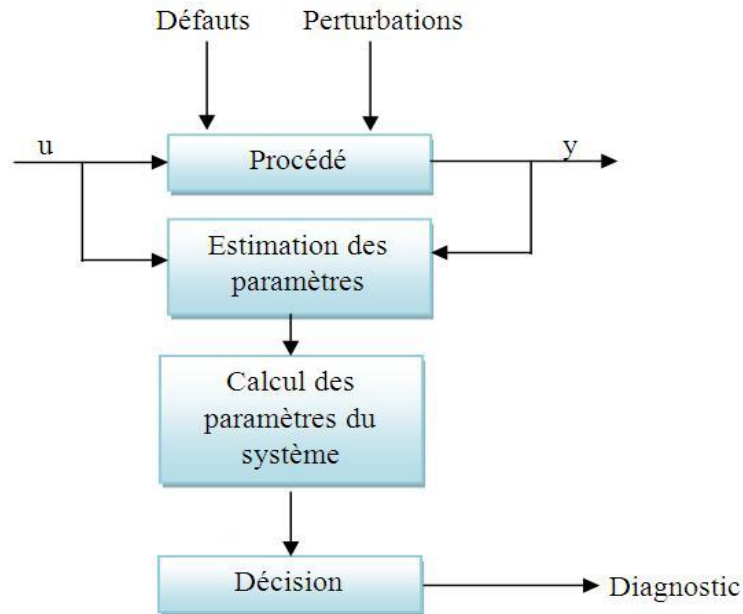 Défauts
Perturbations
u
Procédé
y
Estimation des
paramètres
Calcul des
paramètres du
système
Décision
Diagnostic